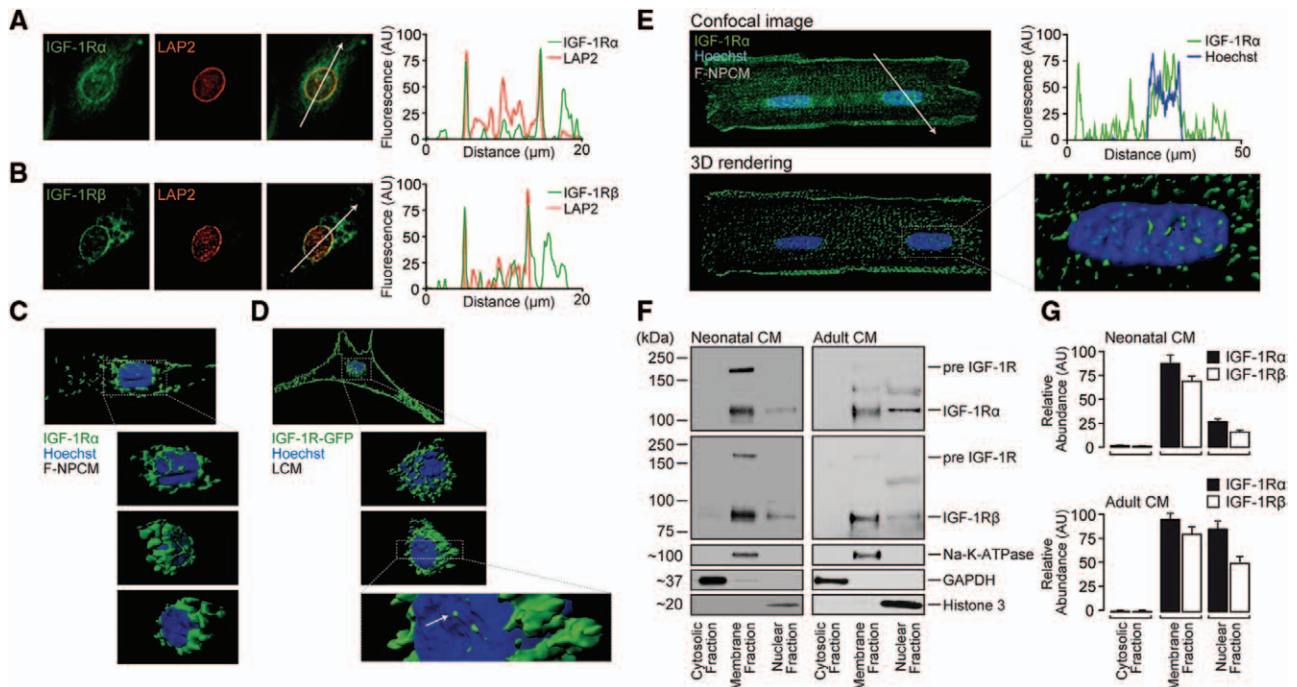 A
IGF-1Rα
LAP2
Fluorescence (AU)
100
75
50
25
0
IGF-1Rα
LAP2
0
20
Distance (μm)
B
IGF-1Rβ
LAP2
Fluorescence (AU)
100
75
50
25
0
IGF-1Rβ
LAP2
0
20
Distance (μm)
C
IGF-1Rα
Hoechst
F-NPCM
D
IGF-1R-GFP
Hoechst
LCM
E
Confocal image
IGF-1Rα
Hoechst
F-NPCM
Fluorescence (AU)
100
75
50
25
0
IGF-1Rα
Hoechst
0
50
Distance (μm)
3D rendering
F
(kDa) Neonatal CM Adult CM
250
150
100
pre IGF-1R
IGF-1Rα
250
150
100
75
pre IGF-1R
IGF-1Rβ
~100
Na-K-ATPase
~37
GAPDH
~20
Histone 3
Cytosolic Fraction
Membrane Fraction
Nuclear Fraction
Cytosolic Fraction
Membrane Fraction
Nuclear Fraction
G
Neonatal CM
IGF-1Rα
IGF-1Rβ
Relative Abundance (AU)
100
75
50
25
0
Adult CM
IGF-1Rα
IGF-1Rβ
Relative Abundance (AU)
100
75
50
25
0
Cytosolic Fraction
Membrane Fraction
Nuclear Fraction